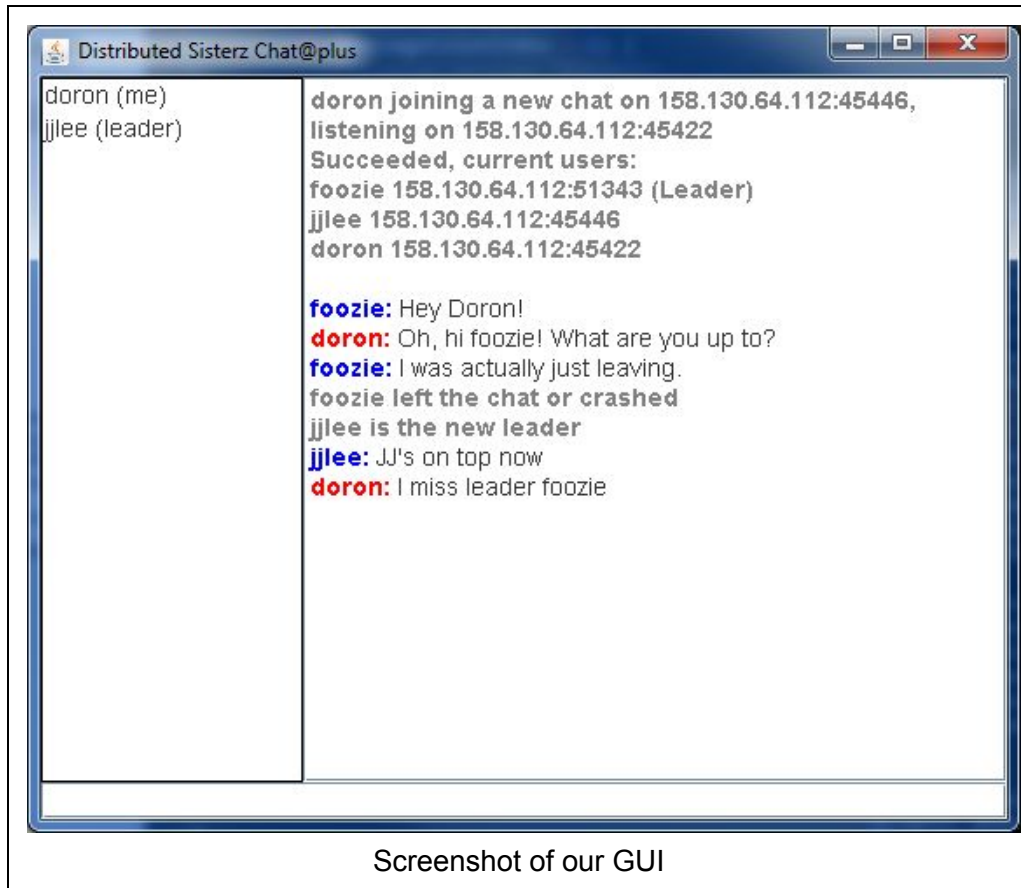 Distributed Sisterz Chat@plus
doron (me)
jjlee (leader)
doron joining a new chat on 158.130.64.112:45446,
listening on 158.130.64.112:45422
Succeeded, current users:
foozie 158.130.64.112:51343 (Leader)
jjlee 158.130.64.112:45446
doron 158.130.64.112:45422
foozie: Hey Doron!
doron: Oh, hi foozie! What are you up to?
foozie: I was actually just leaving.
foozie left the chat or crashed
jjlee is the new leader
jjlee: JJ's on top now
doron: I miss leader foozie
Screenshot of our GUI